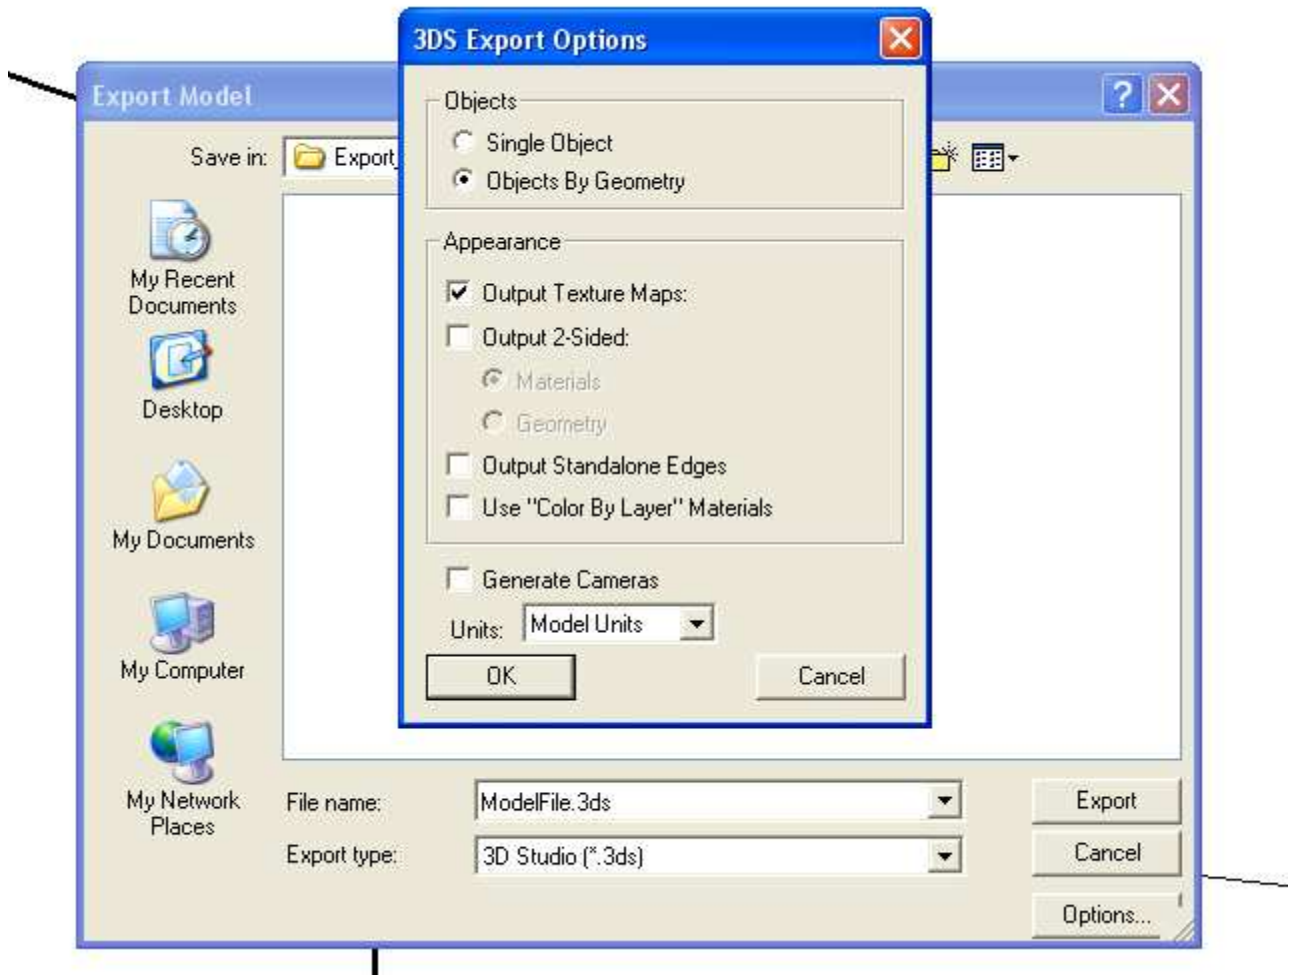 3DS Export Options
Export Model
Objects
Single Object
Objects By Geometry
Save in:
Export_
Appearance
Output Texture Maps:
Output 2-Sided:
Materials
Geometry
Output Standalone Edges
Use "Color By Layer" Materials
Generate Cameras
Units:
Model Units
OK
Cancel
My Recent
Documents
Desktop
My Documents
My Computer
My Network
Places
File name:
ModelFile.3ds
Export
Export type:
3D Studio (*.3ds)
Cancel
Options...